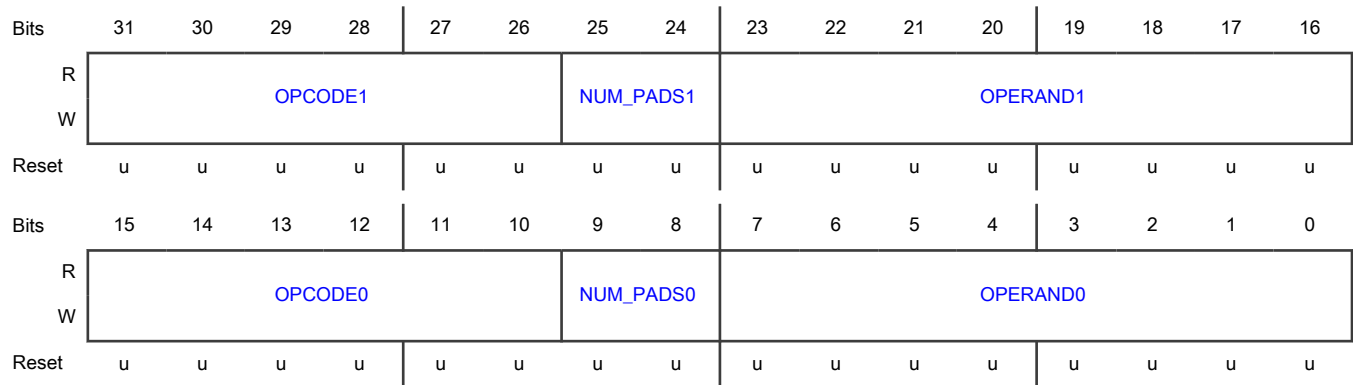 Bits 31 30 29 28 27 26 25 24 23 22 21 20 19 18 17 16
R
OPCODE1 NUM_PADS1 OPERAND1
W
Reset u u u u u u u u u u u u u u u u
Bits 15 14 13 12 11 10 9 8 7 6 5 4 3 2 1 0
R
OPCODE0 NUM_PADS0 OPERAND0
W
Reset u u u u u u u u u u u u u u u u